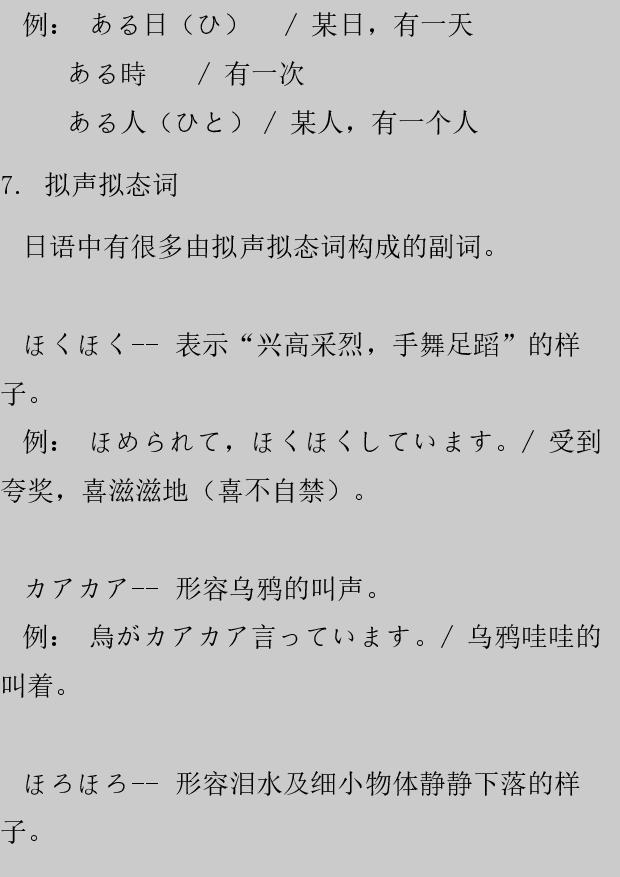 例： ある日（ひ） / 某日，有一天
ある時 / 有一次
ある人（ひと） / 某人，有一个人
7. 拟声拟态词
日语中有很多由拟声拟态词构成的副词。
ほくほく-- 表示“兴高采烈，手舞足蹈”的样
子。
例： ほめられて，ほくほくしています。/ 受到
夸奖，喜滋滋地（喜不自禁）。
カアカア-- 形容乌鸦的叫声。
例： 烏がカアカア言っています。/ 乌鸦哇哇的
叫着。
ほろほろ-- 形容泪水及细小物体静静下落的样
子。